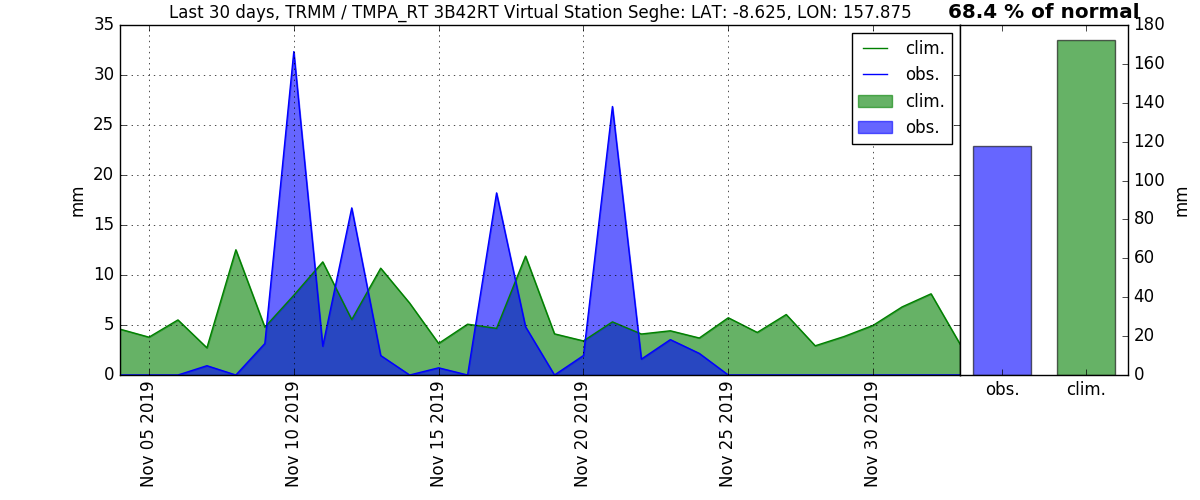 Last 30 days, TRMM / TMPA_RT 3B42RT Virtual Station Seghe: LAT: -8.625, LON: 157.875
68.4 % of normal
35
30
25
20
15
10
5
0
mm
clim.
obs.
clim.
obs.
Nov 05 2019
Nov 10 2019
Nov 15 2019
Nov 20 2019
Nov 25 2019
Nov 30 2019
180
160
140
120
100
80
60
40
20
0
mm
obs.
clim.